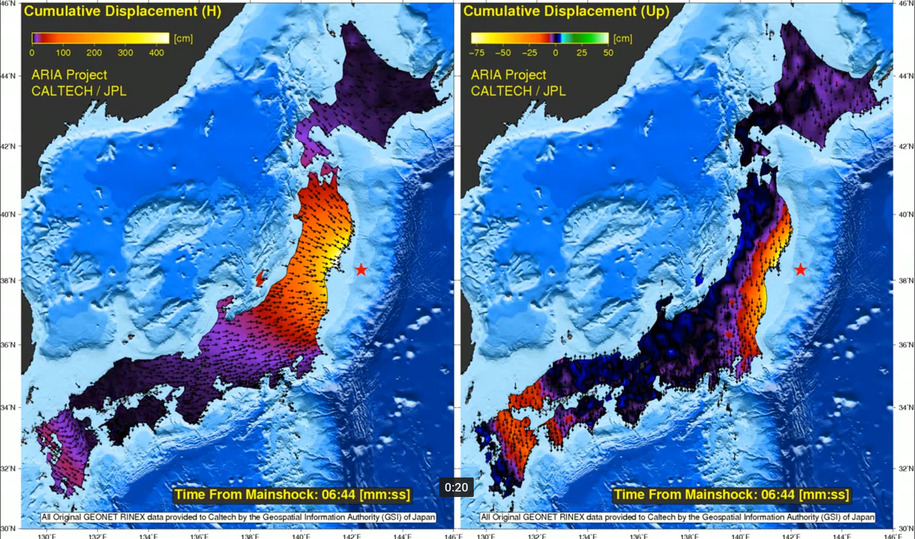 Cumulative Displacement (H)
0 100 200 300 400 [cm]
ARIA Project
CALTECH / JPL
Time From Mainshock: 06:44 [mm:ss]
All Original GEONET RINEX data provided to Caltech by the Geospatial Information Authority (GSI) of Japan
46˚N
44˚N
42˚N
40˚N
38˚N
36˚N
34˚N
32˚N
30˚N
130˚E 132˚E 134˚E 136˚E 138˚E 140˚E 142˚E 144˚E 146˚E
0:20
Cumulative Displacement (Up)
−75 −50 −25 0 25 50 [cm]
ARIA Project
CALTECH / JPL
Time From Mainshock: 06:44 [mm:ss]
All Original GEONET RINEX data provided to Caltech by the Geospatial Information Authority (GSI) of Japan
46˚N
44˚N
42˚N
40˚N
38˚N
36˚N
34˚N
32˚N
30˚N
130˚E 132˚E 134˚E 136˚E 138˚E 140˚E 142˚E 144˚E